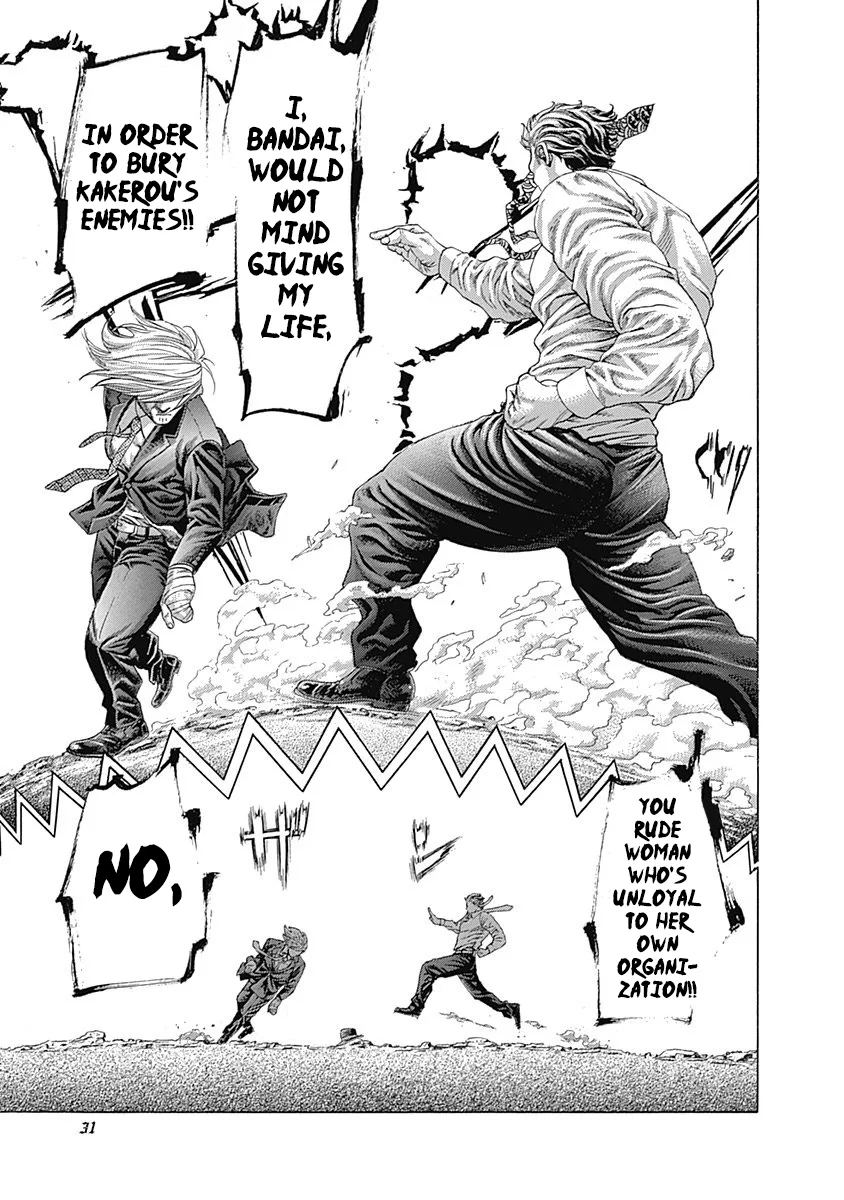 I,
BANDAI,
WOULD
NOT
MIND
GIVING
MY
LIFE,
IN ORDER
TO BURY
KAKEROU'S
ENEMIES!!
YOU
RUDE
WOMAN
WHO'S
UNLOYAL
TO HER
OWN
ORGANI-
ZATION!!
NO,
31